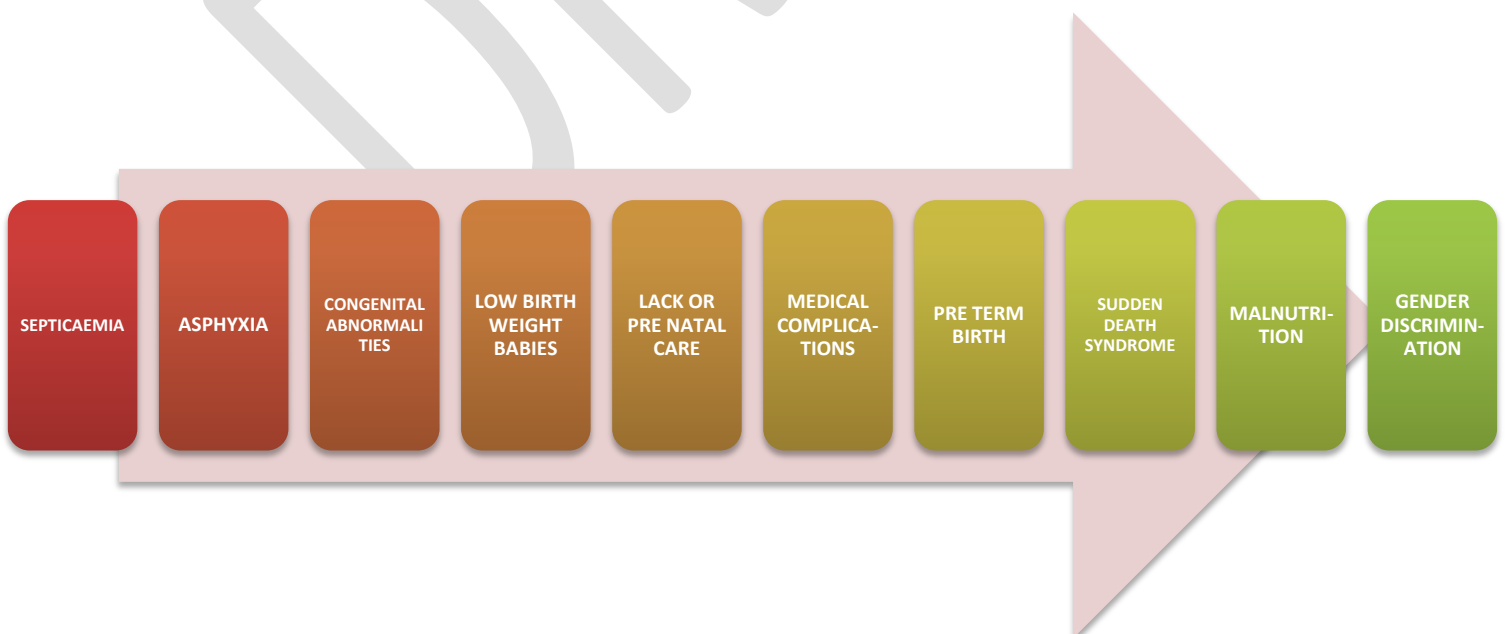 SEPTICAEMIA
ASPHYXIA
CONGENITAL
ABNORMALI
TIES
LOW BIRTH
WEIGHT
BABIES
LACK OR
PRE NATAL
CARE
MEDICAL
COMPLICA-
TIONS
PRE TERM
BIRTH
SUDDEN
DEATH
SYNDROME
MALNUTRI-
TION
GENDER
DISCRIMIN-
ATION